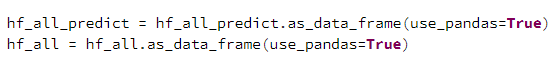 hf_all_predict = hf_all_predict.as_data_frame(use_pandas=True)
hf_all = hf_all.as_data_frame(use_pandas=True)